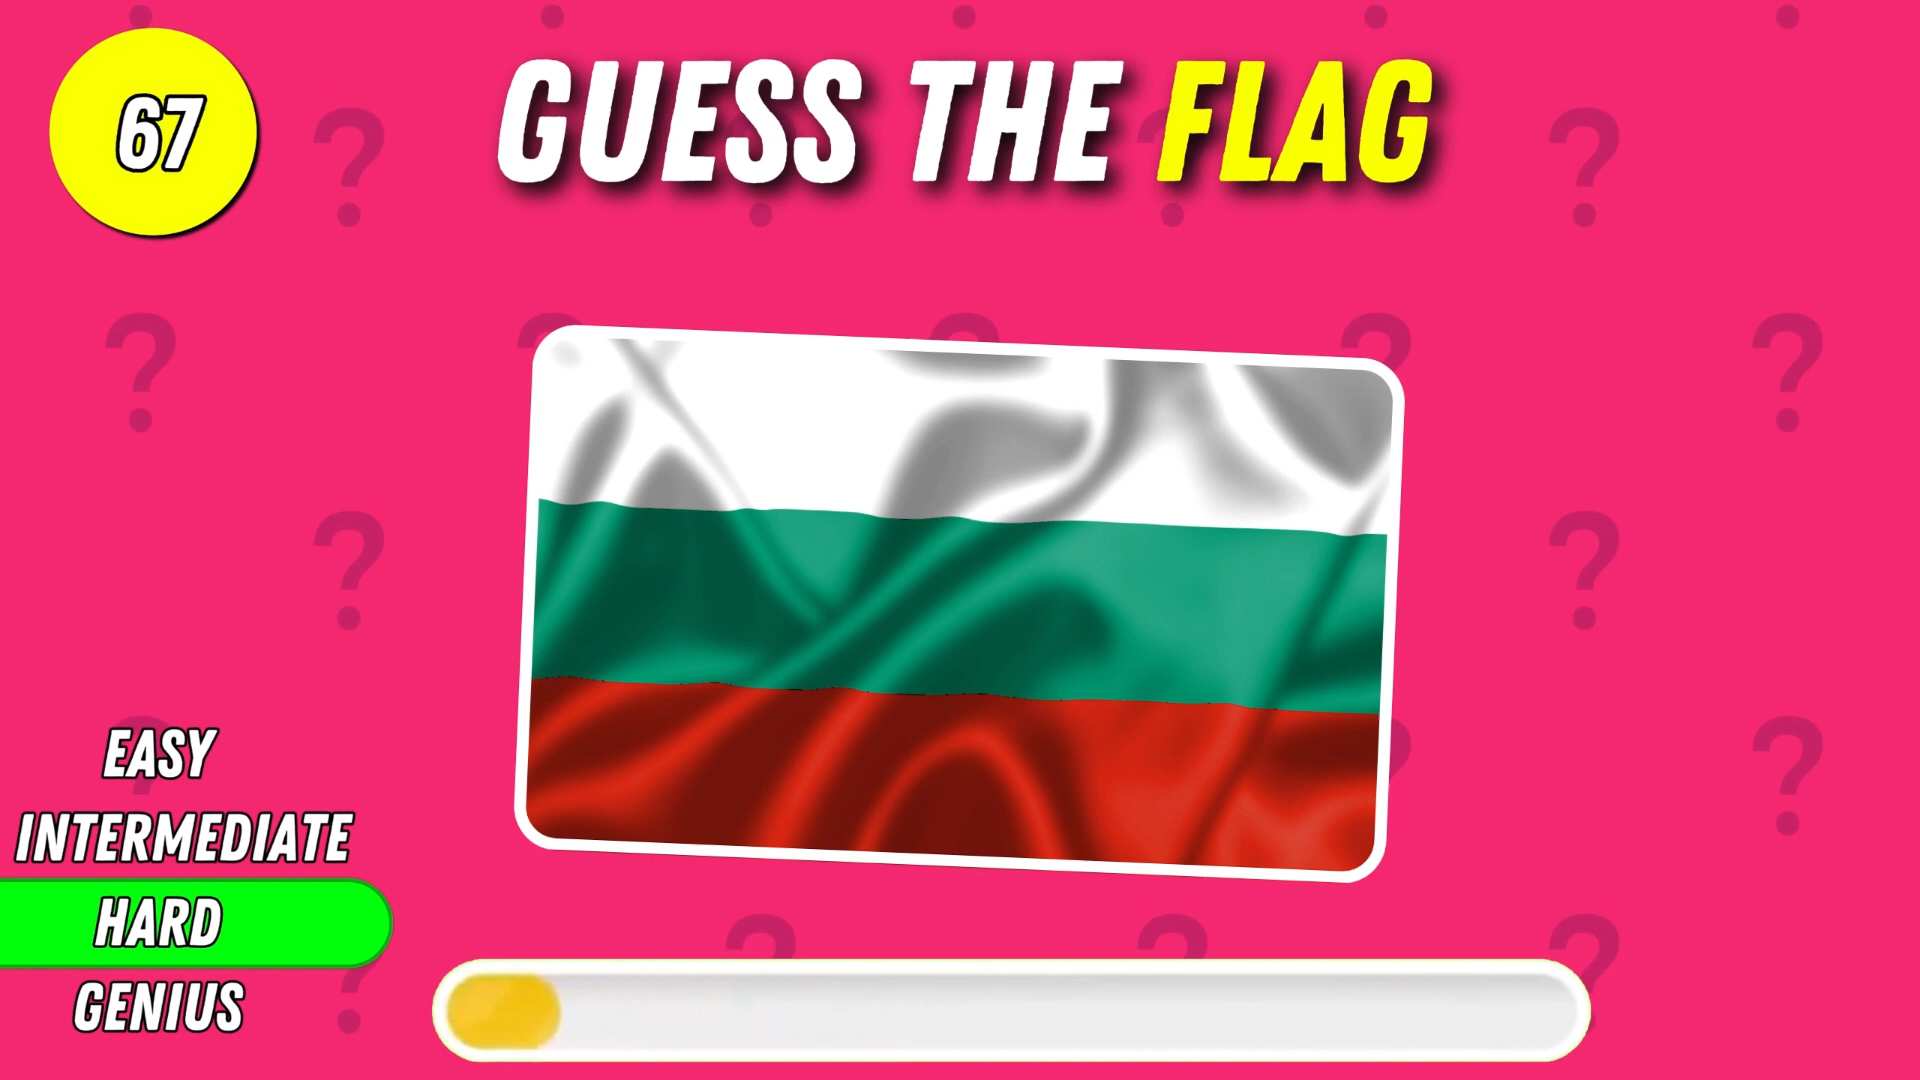 67
GUESS THE FLAG
EASY
INTERMEDIATE
HARD
GENIUS